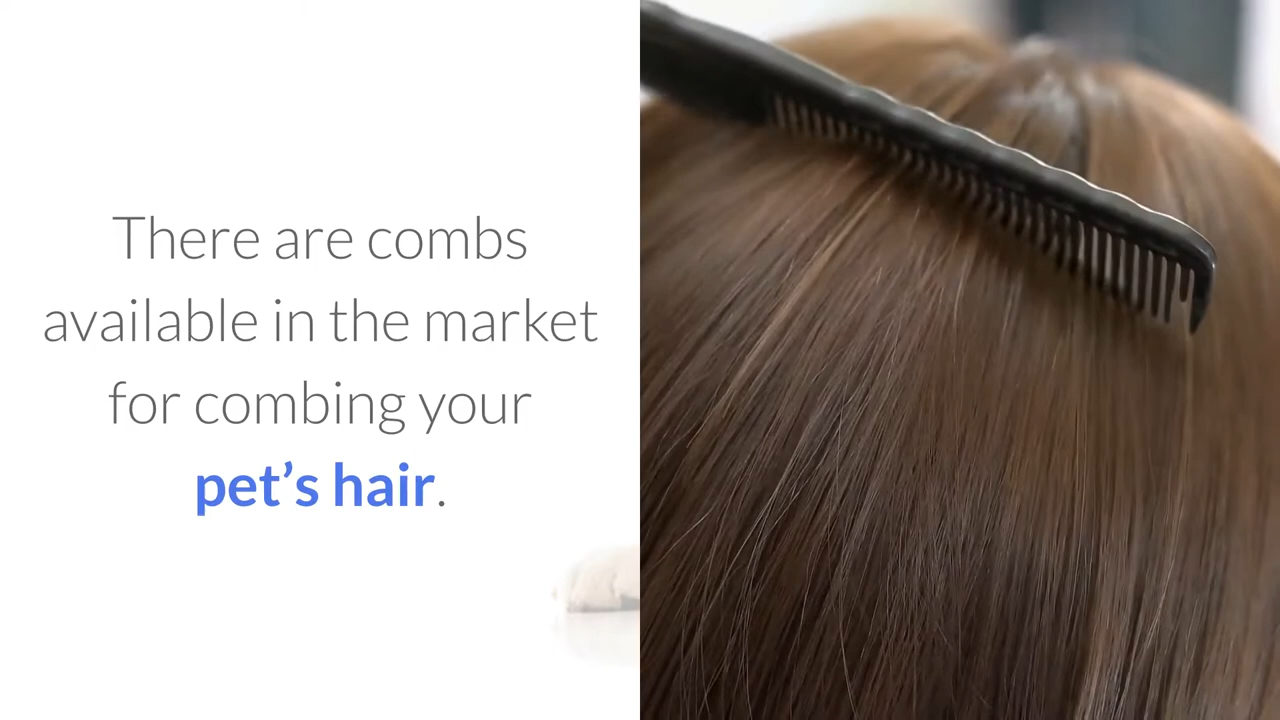 There are combs
available in the market
for combing your
pet’s hair.